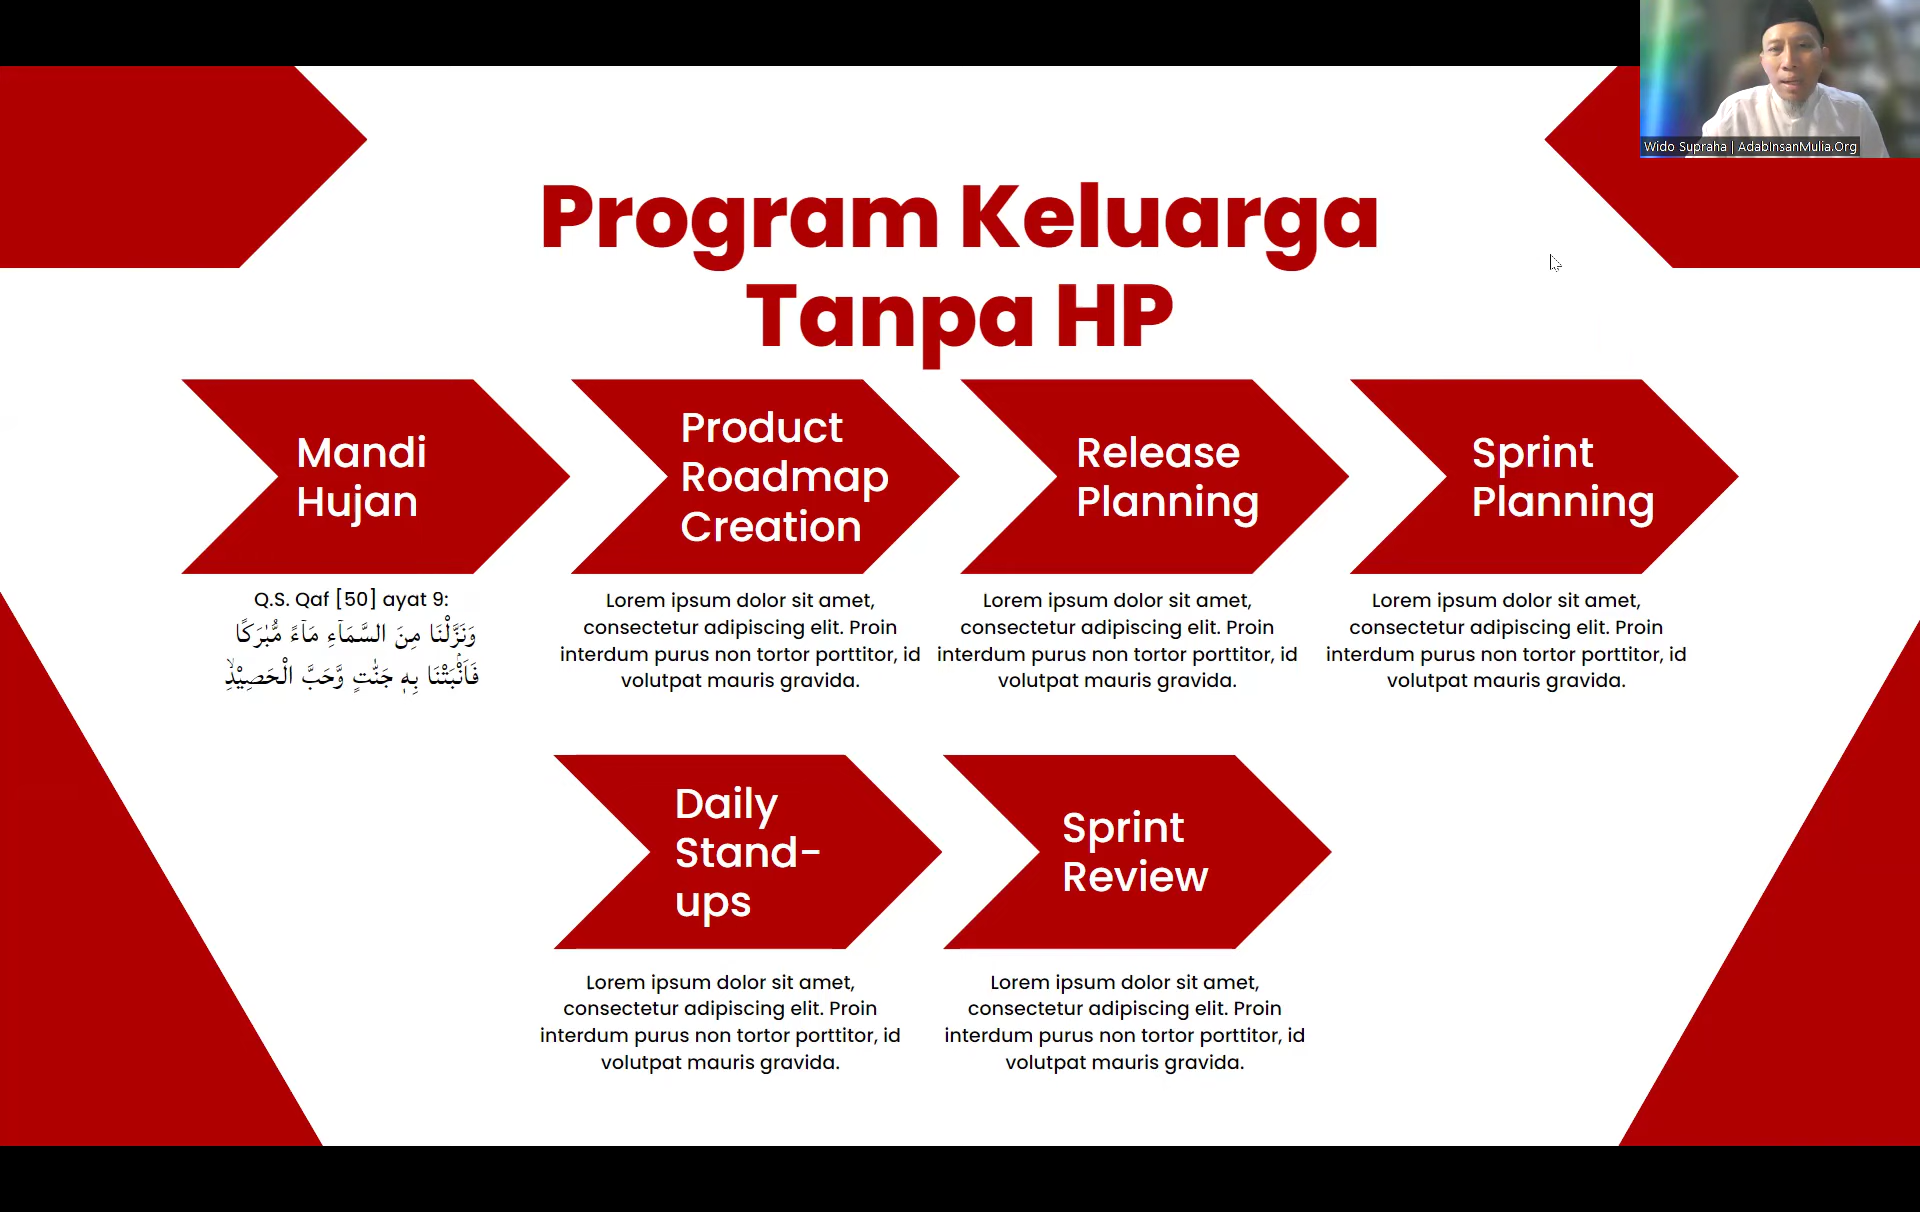 Wido Supraha | AdabInsanMulia.Org
Program Keluarga
Tanpa HP
Mandi
Hujan
Q.S. Qaf [50] ayat 9:
وَنَزَّلْنَا مِنَ السَّمَاۤءِ مَاۤءً مُّبٰرَكًا
فَاَنْۢبَتْنَا بِهٖ جَنّٰتٍ وَّحَبَّ الْحَصِيْدِۙ
Product
Roadmap
Creation
Lorem ipsum dolor sit amet,
consectetur adipiscing elit. Proin
interdum purus non tortor porttitor, id
volutpat mauris gravida.
Release
Planning
Lorem ipsum dolor sit amet,
consectetur adipiscing elit. Proin
interdum purus non tortor porttitor, id
volutpat mauris gravida.
Sprint
Planning
Lorem ipsum dolor sit amet,
consectetur adipiscing elit. Proin
interdum purus non tortor porttitor, id
volutpat mauris gravida.
Daily
Stand-
ups
Lorem ipsum dolor sit amet,
consectetur adipiscing elit. Proin
interdum purus non tortor porttitor, id
volutpat mauris gravida.
Sprint
Review
Lorem ipsum dolor sit amet,
consectetur adipiscing elit. Proin
interdum purus non tortor porttitor, id
volutpat mauris gravida.